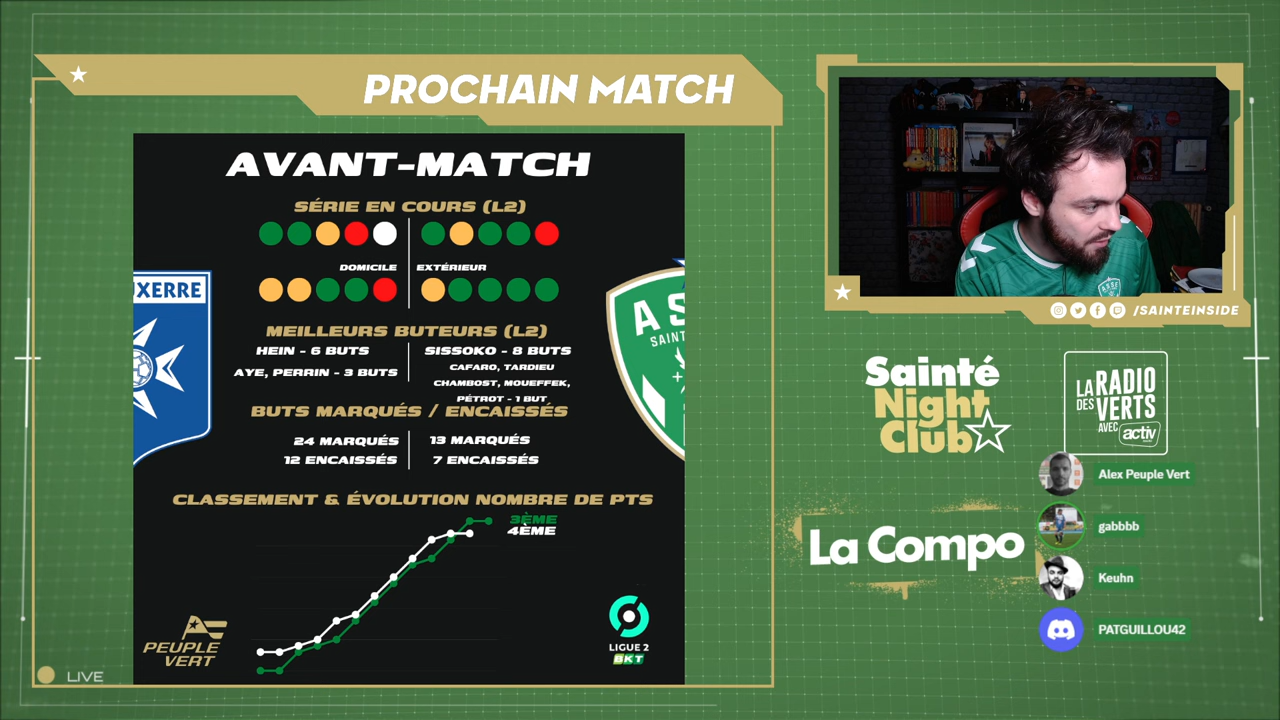 PROCHAIN MATCH
AVANT-MATCH
SÉRIE EN COURS (L2)
DOMICILE
EXTÉRIEUR
MEILLEURS BUTEURS (L2)
HEIN - 6 BUTS
AYE, PERRIN - 3 BUTS
SISSOKO - 8 BUTS
CAFARO, TARDIEU
CHAMBOST, MOUEFFEK,
PÉTROT - 1 BUT
BUTS MARQUÉS / ENCAISSÉS
24 MARQUÉS
12 ENCAISSÉS
13 MARQUÉS
7 ENCAISSÉS
CLASSEMENT & ÉVOLUTION NOMBRE DE PTS
3ÈME
4ÈME
XERRE
AS
SAINT
PEUPLE
VERT
LIGUE 2
BKT
LIVE
ASSE
/SAINTEINSIDE
Sainté
Night
Club
LA RADIO
DES VERTS
AVEC activ
La Compo
Alex Peuple Vert
gabbbb
Keuhn
PATGUILLOU42